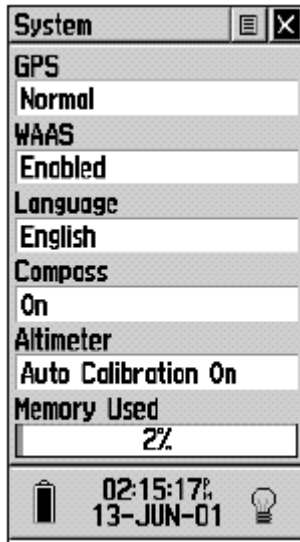 System
GPS
Normal
WAAS
Enabled
Language
English
Compass
On
Altimeter
Auto Calibration On
Memory Used
2%
02:15:17
13-JUN-01